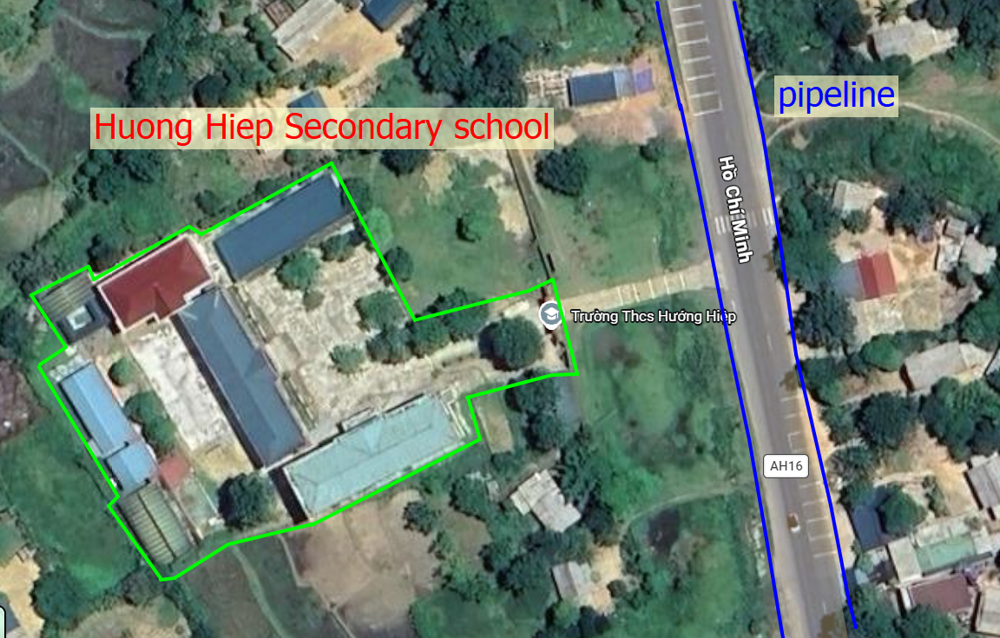 pipeline
Huong Hiep Secondary school
Hồ Chí Minh
Trường Thcs Hướng Hiệp
AH16